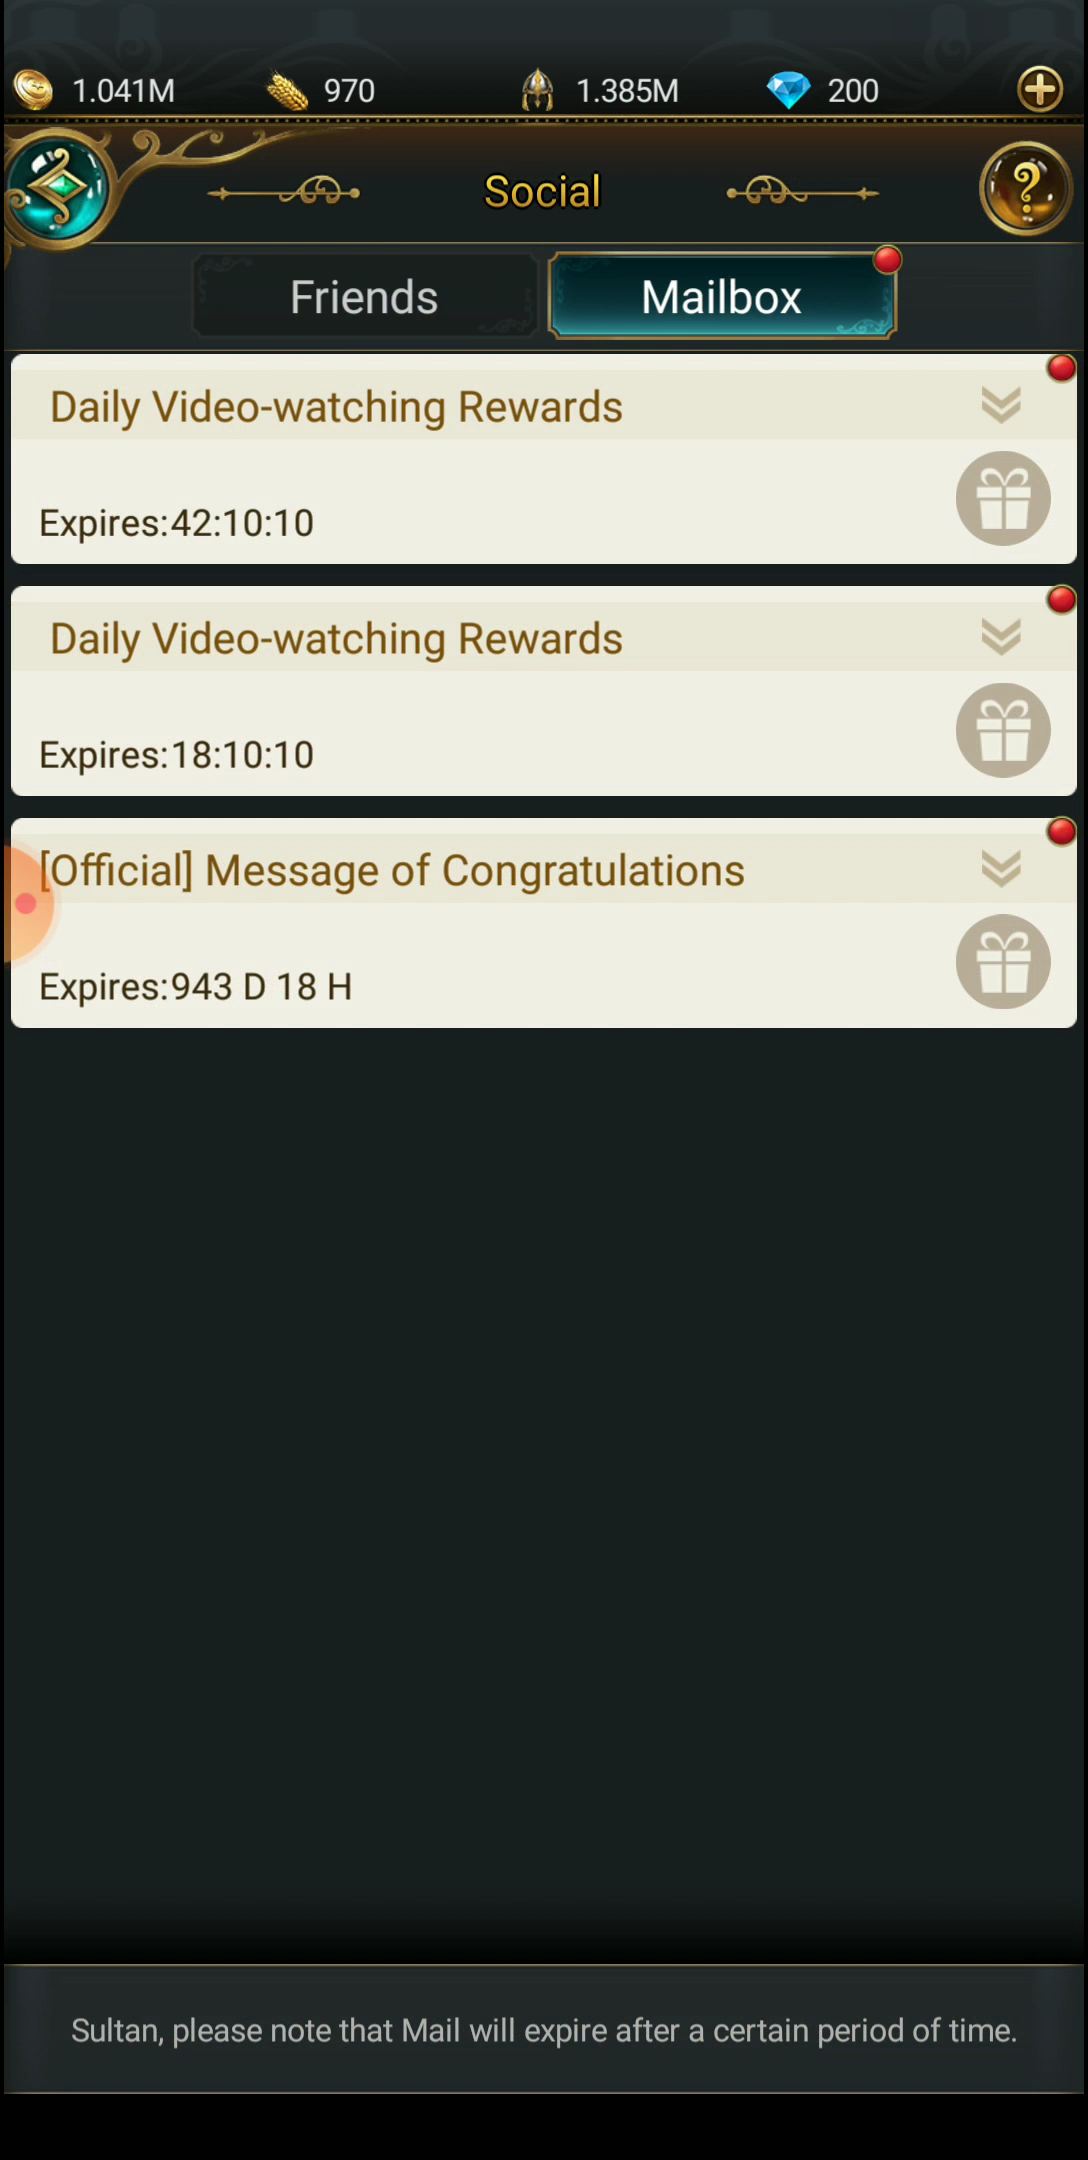 1.041M 970 1.385M 200
Social
Friends Mailbox
Daily Video-watching Rewards
Expires:42:10:10
Daily Video-watching Rewards
Expires:18:10:10
[Official] Message of Congratulations
Expires:943 D 18 H
Sultan, please note that Mail will expire after a certain period of time.